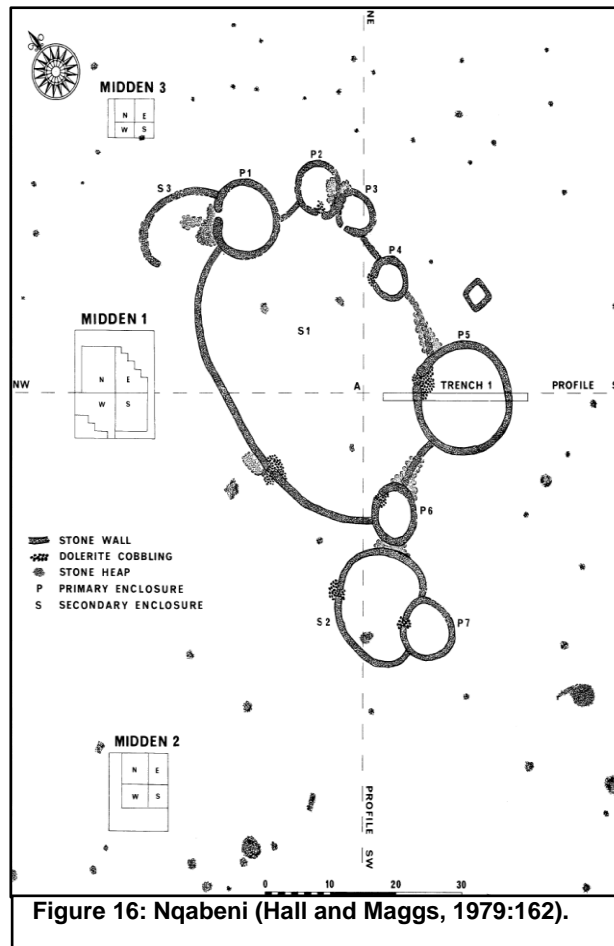 NE
MIDDEN 3
N E
W S
P2
P1
P3
S3
P4
MIDDEN 1
S1
P5
N E
W S
NW
A
TRENCH 1
PROFILE S
P6
STONE WALL
DOLERITE COBBLING
STONE HEAP
P PRIMARY ENCLOSURE
S SECONDARY ENCLOSURE
S2
P7
MIDDEN 2
N E
W S
PROFILE SW
0 10 20 30
Figure 16: Nqabeni (Hall and Maggs, 1979:162).